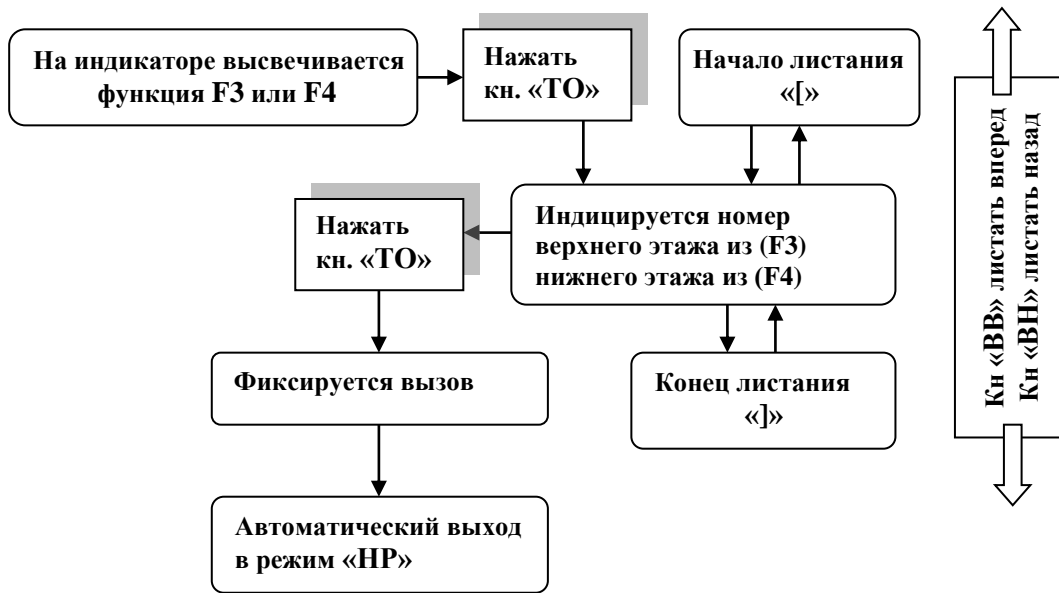 На индикаторе высвечивается
функция F3 или F4
Нажать
кн. «ТО»
Начало листания
«[»
Нажать
кн. «ТО»
Индицируется номер
верхнего этажа из (F3)
нижнего этажа из (F4)
Фиксируется вызов
Конец листания
«]»
Автоматический выход
в режим «НР»
Кн «ВВ» листать вперед
Кн «ВН» листать назад